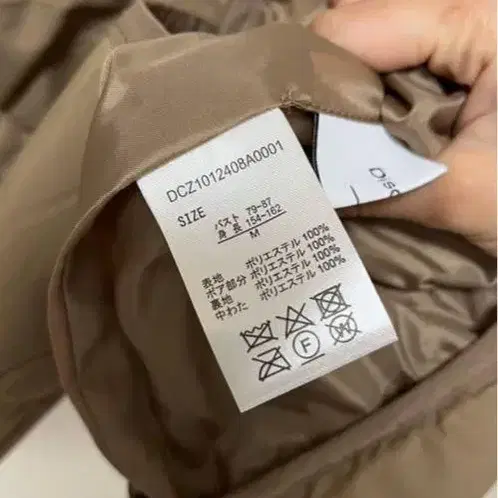 DCZ1012408A0001
SIZE
バスト 79-87
身長 154-162
M
表地 ポリエステル 100%
ボア部分 ポリエステル 100%
裏地 ポリエステル 100%
中わた ポリエステル 100%
F
W
Disc